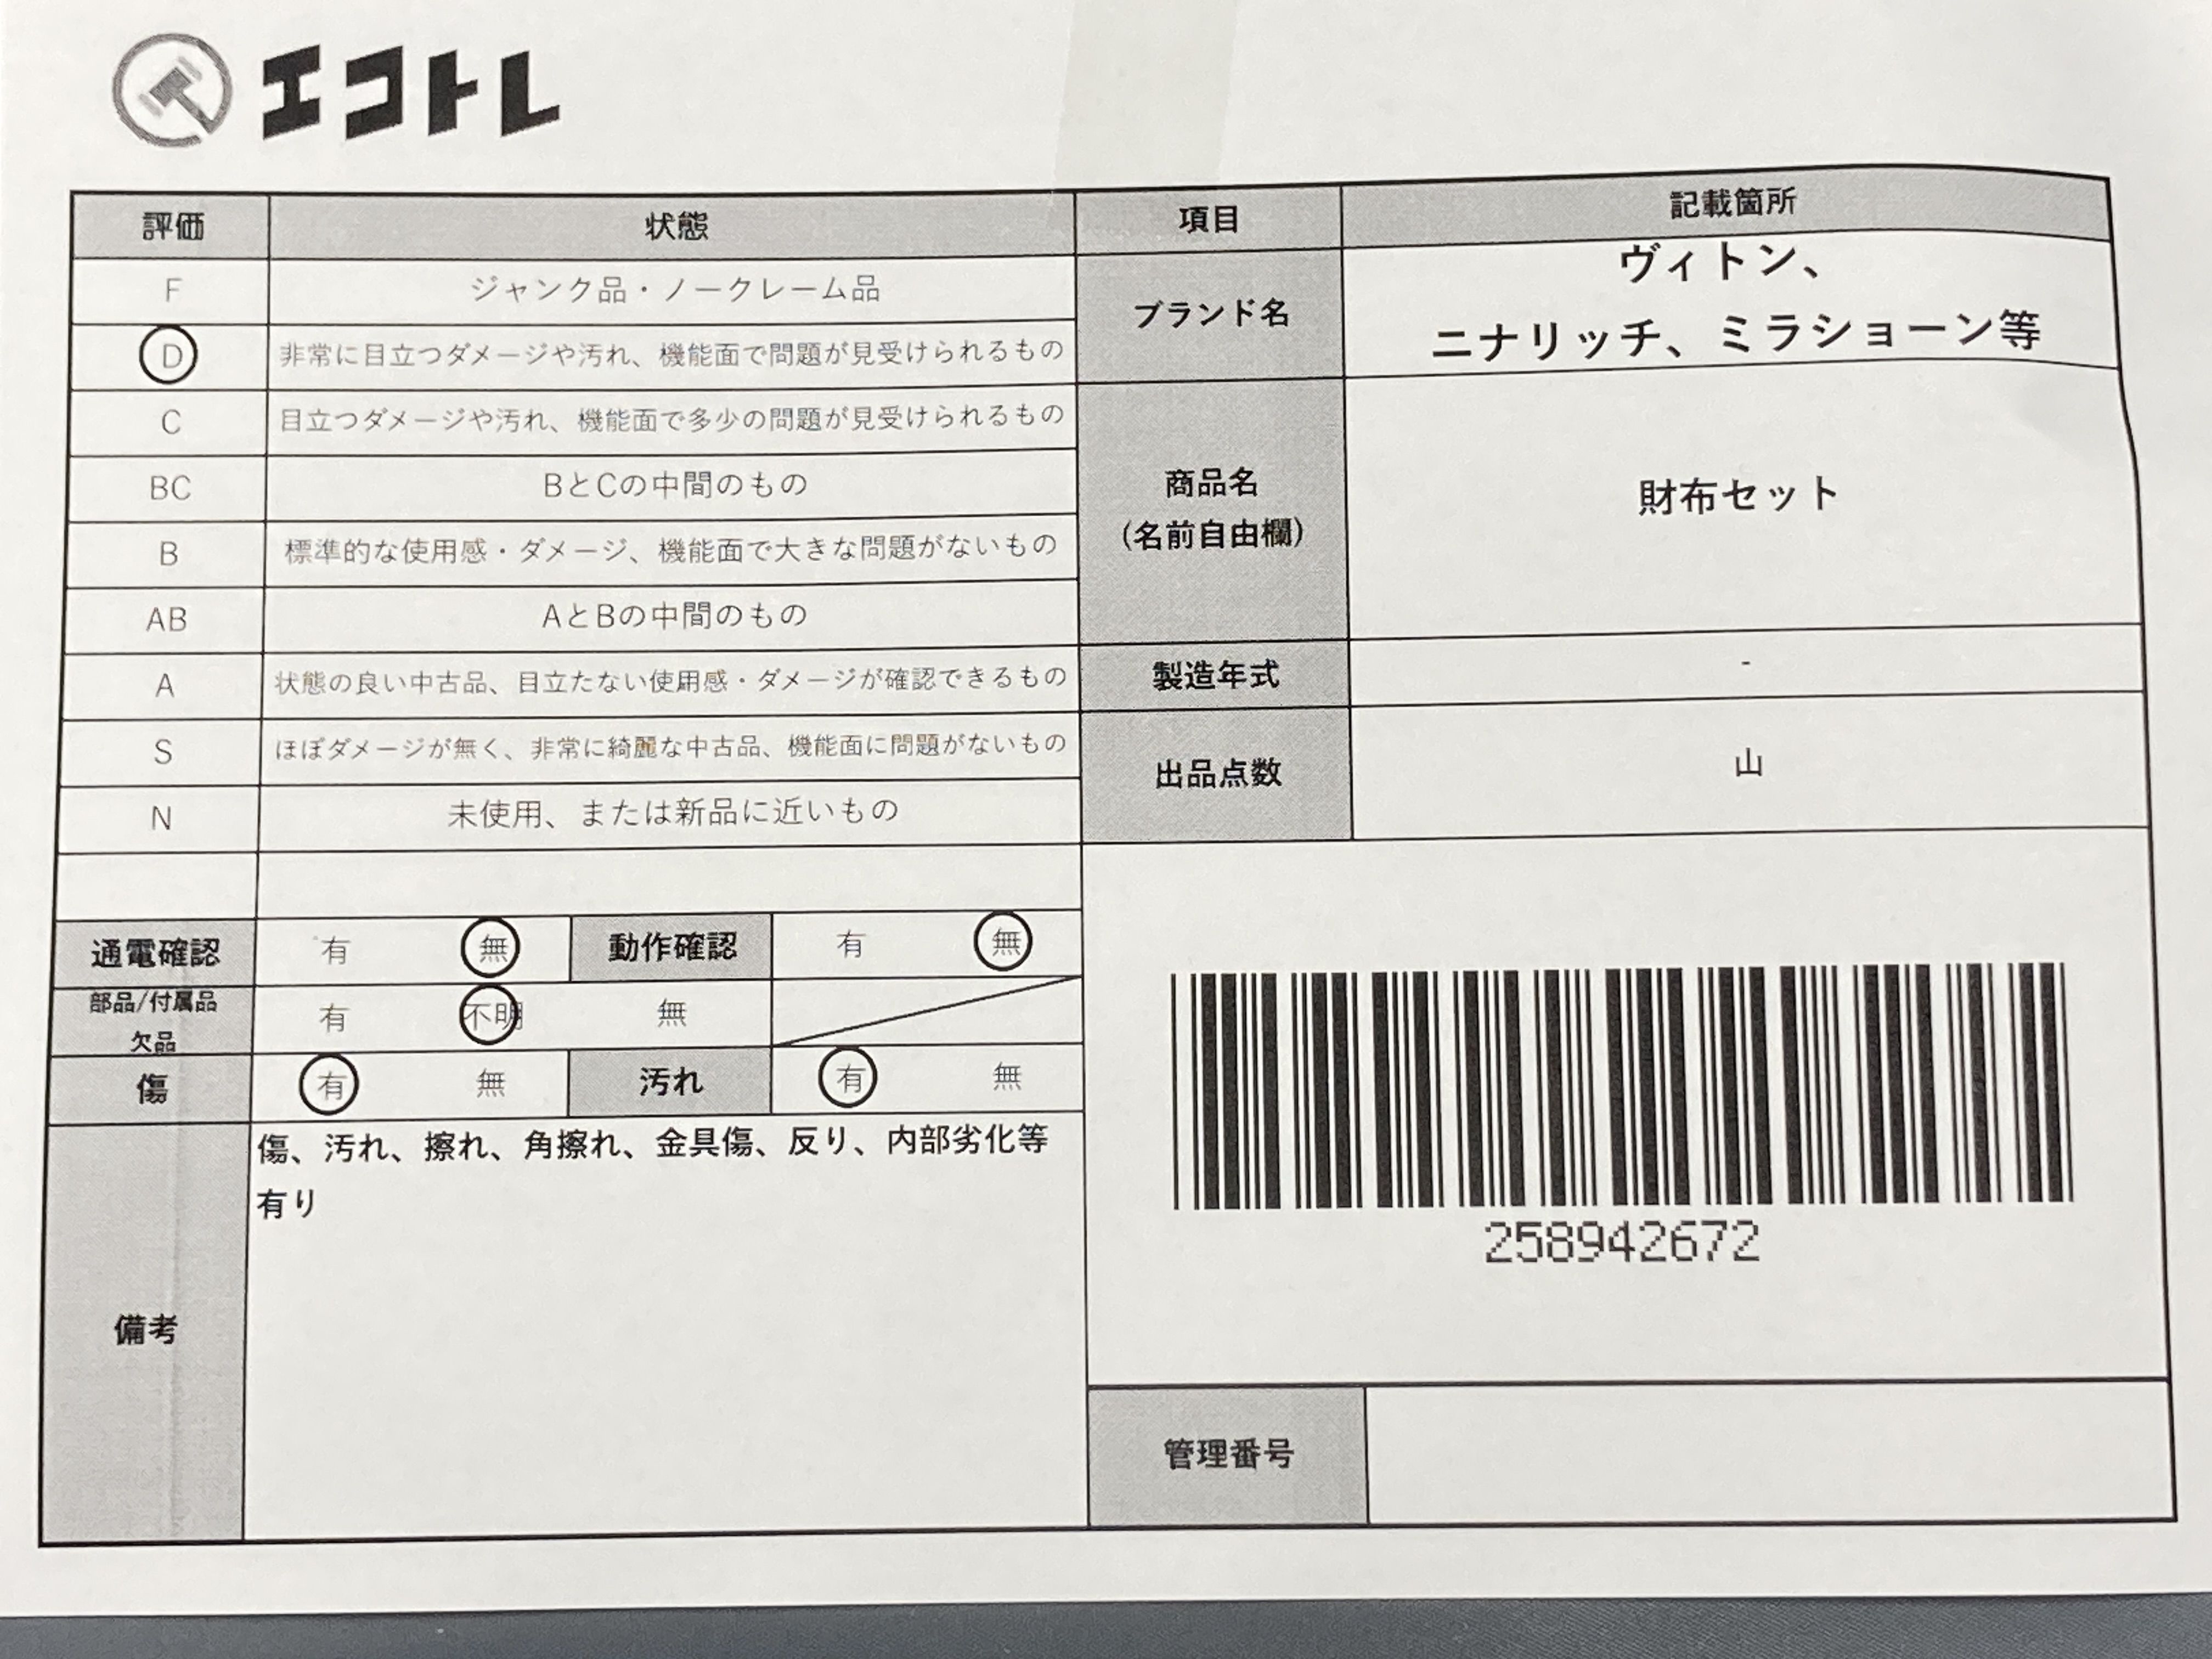 エコトレ
評価 状態 項目 記載箇所
F ジャンク品・ノークレーム品
D 非常に目立つダメージや汚れ、機能面で問題が見受けられるもの
C 目立つダメージや汚れ、機能面で多少の問題が見受けられるもの
BC BとCの中間のもの
B 標準的な使用感・ダメージ、機能面で大きな問題がないもの
AB AとBの中間のもの
A 状態の良い中古品、目立たない使用感・ダメージが確認できるもの
S ほぼダメージが無く、非常に綺麗な中古品、機能面に問題がないもの
N 未使用、または新品に近いもの
ブランド名
ヴィトン、
ニナリッチ、ミラショーン等
商品名
(名前自由欄)
財布セット
製造年式 -
出品点数 山
通電確認 有 無 動作確認 有 無
部品/付属品
欠品
有 不明 無
傷 有 無 汚れ 有 無
備考
傷、汚れ、擦れ、角擦れ、金具傷、反り、内部劣化等
有り
258942672
管理番号